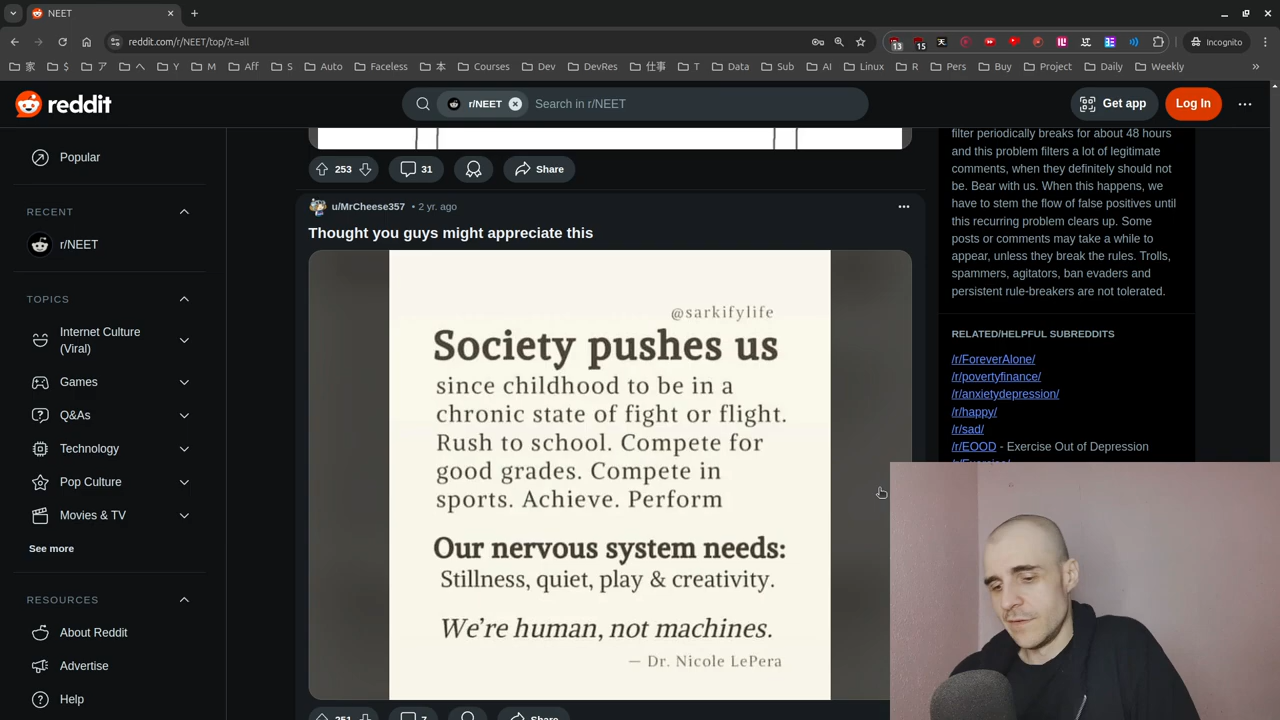 NEET
reddit.com/r/NEET/top/?t=all
13
15
Incognito
家
$
ア
へ
Y
M
Aff
S
Auto
Faceless
本
Courses
Dev
DevRes
仕事
T
Data
Sub
AI
Linux
R
Pers
Buy
Project
Daily
Weekly
reddit
r/NEET
Search in r/NEET
Get app
Log In
Popular
RECENT
r/NEET
TOPICS
Internet Culture
(Viral)
Games
Q&As
Technology
Pop Culture
Movies & TV
See more
RESOURCES
About Reddit
Advertise
Help
253
31
Share
u/MrCheese357 • 2 yr. ago
Thought you guys might appreciate this
@sarkifylife
Society pushes us
since childhood to be in a
chronic state of fight or flight.
Rush to school. Compete for
good grades. Compete in
sports. Achieve. Perform
Our nervous system needs:
Stillness, quiet, play & creativity.
We're human, not machines.
— Dr. Nicole LePera
251
7
Share
filter periodically breaks for about 48 hours
and this problem filters a lot of legitimate
comments, when they definitely should not
be. Bear with us. When this happens, we
have to stem the flow of false positives until
this recurring problem clears up. Some
posts or comments may take a while to
appear, unless they break the rules. Trolls,
spammers, agitators, ban evaders and
persistent rule-breakers are not tolerated.
RELATED/HELPFUL SUBREDDITS
/r/ForeverAlone/
/r/povertyfinance/
/r/anxietydepression/
/r/happy/
/r/sad/
/r/EOOD - Exercise Out of Depression